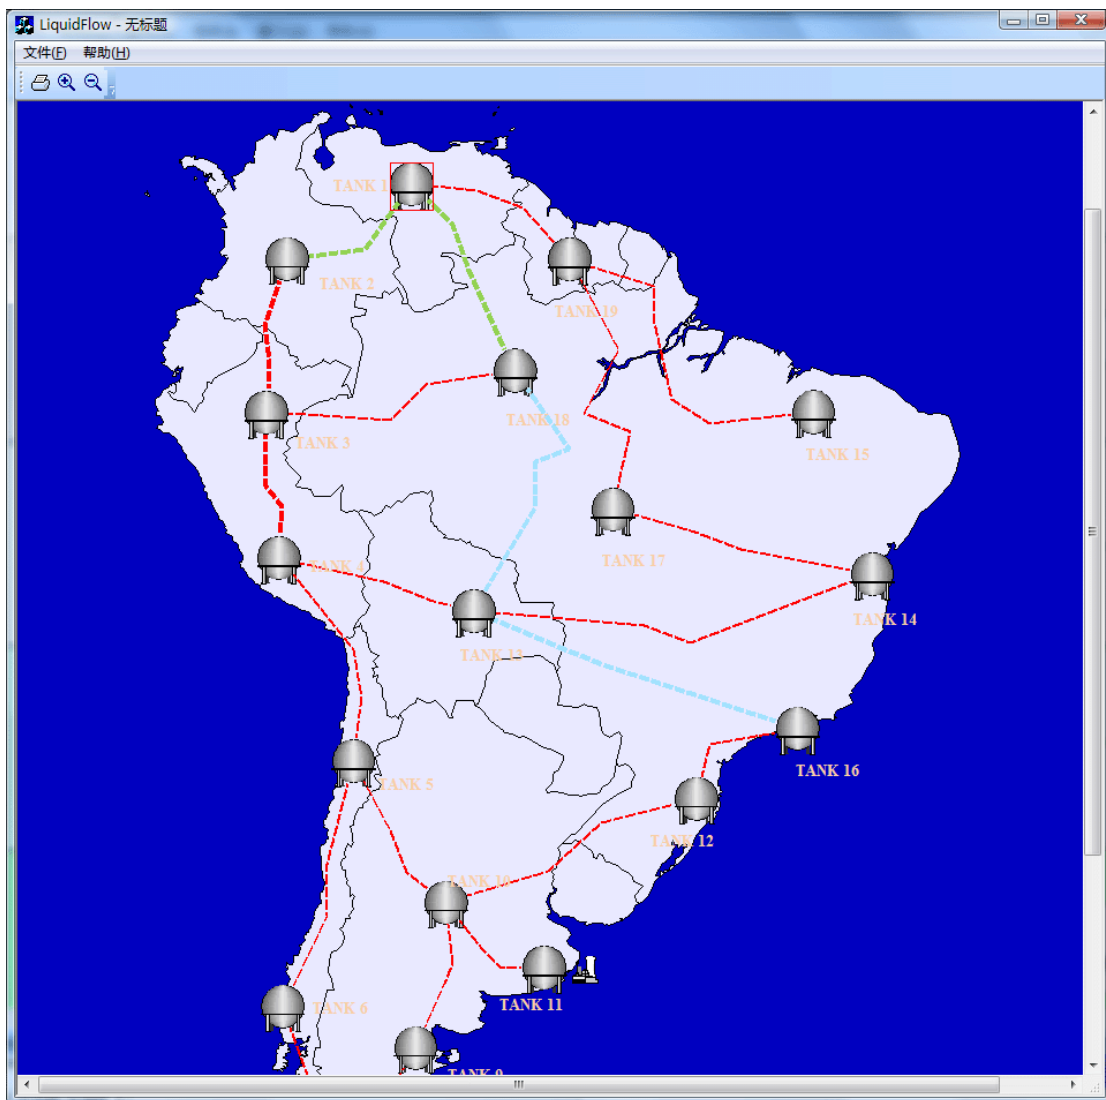 LiquidFlow - 无标题
文件(F) 帮助(H)
TANK 1
TANK 2
TANK 19
TANK 18
TANK 3
TANK 15
TANK 17
TANK 4
TANK 14
TANK 13
TANK 16
TANK 5
TANK 12
TANK 10
TANK 11
TANK 6
TANK 9